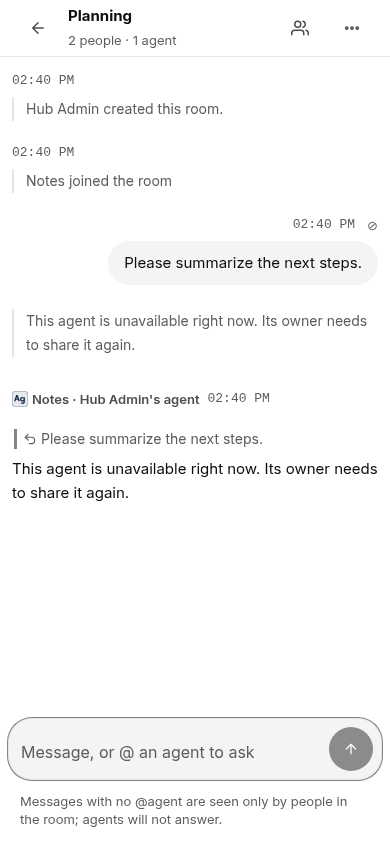 Planning
2 people · 1 agent
02:40 PM
Hub Admin created this room.
02:40 PM
Notes joined the room
02:40 PM
Please summarize the next steps.
This agent is unavailable right now. Its owner needs
to share it again.
Ag Notes · Hub Admin's agent 02:40 PM
Please summarize the next steps.
This agent is unavailable right now. Its owner needs
to share it again.
Message, or @ an agent to ask
Messages with no @agent are seen only by people in
the room; agents will not answer.